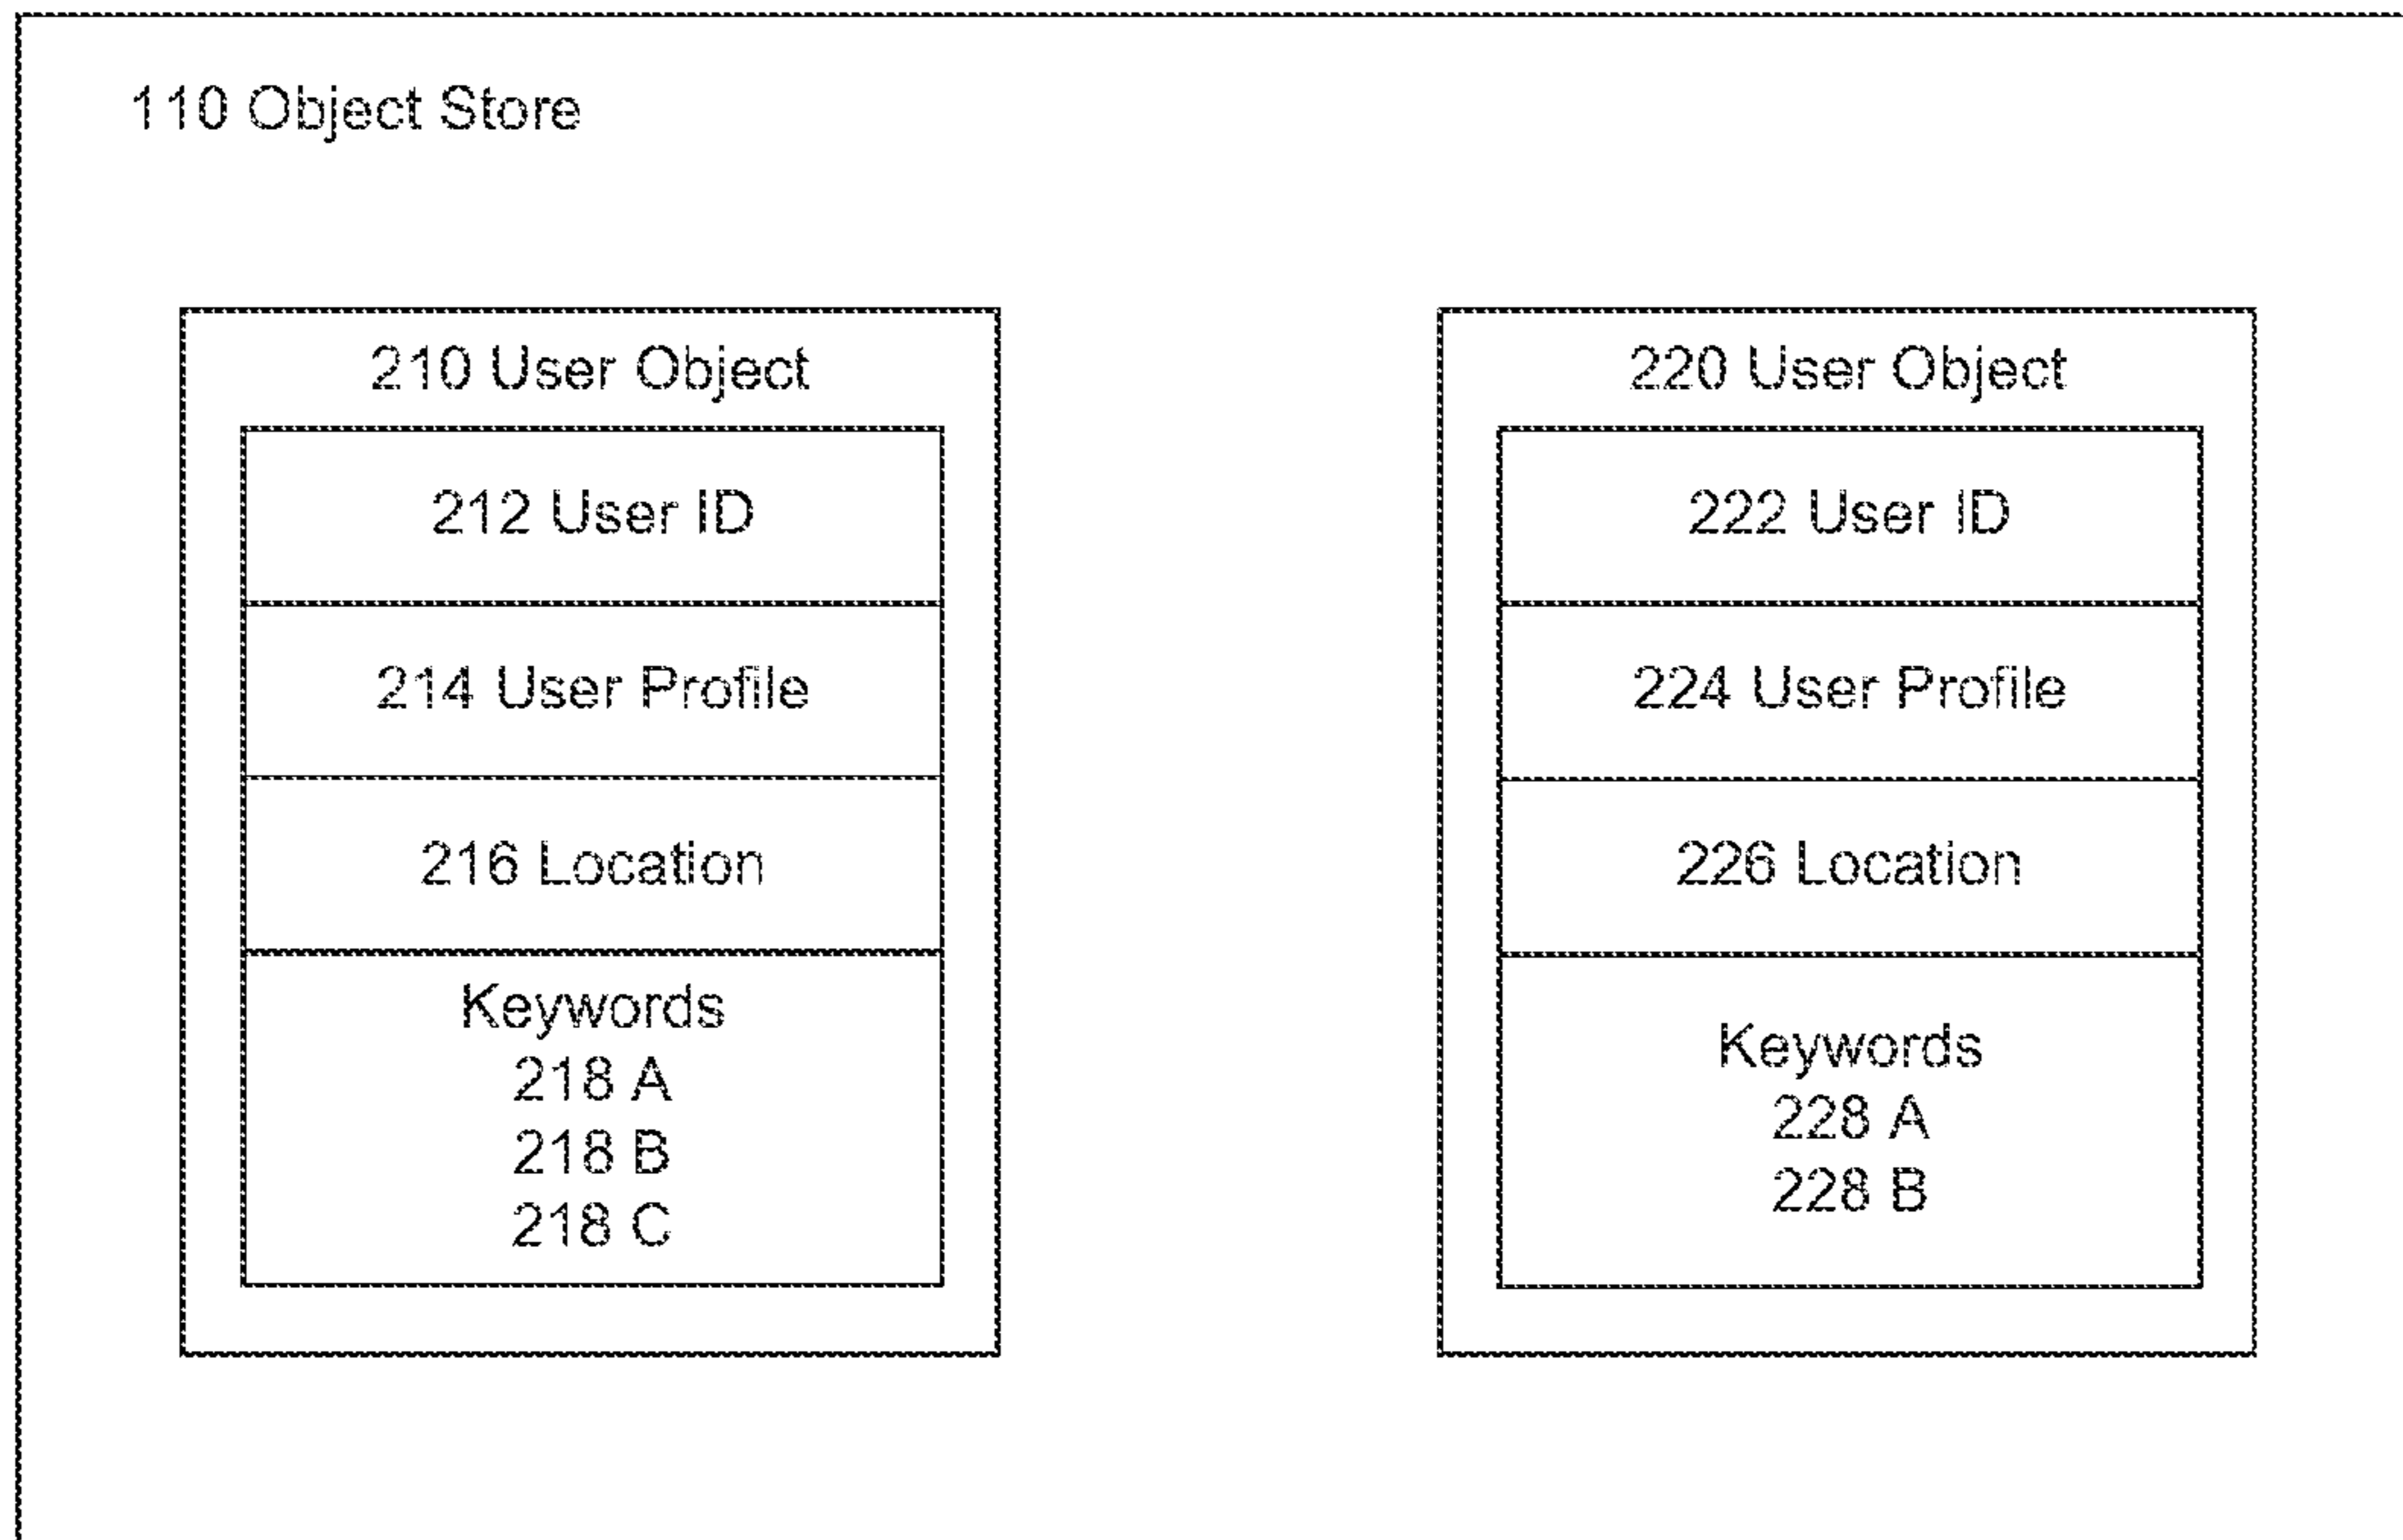 110 Object Store
210 User Object
212 User ID
214 User Profile
216 Location
Keywords
218 A
218 B
218 C
220 User Object
222 User ID
224 User Profile
226 Location
Keywords
228 A
228 B